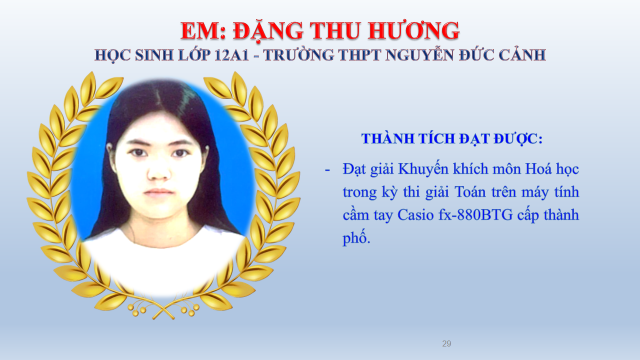 EM: ĐẶNG THU HƯƠNG
HỌC SINH LỚP 12A1 - TRƯỜNG THPT NGUYỄN ĐỨC CẢNH
THÀNH TÍCH ĐẠT ĐƯỢC:
- Đạt giải Khuyến khích môn Hoá học
trong kỳ thi giải Toán trên máy tính
cầm tay Casio fx-880BTG cấp thành
phố.
29